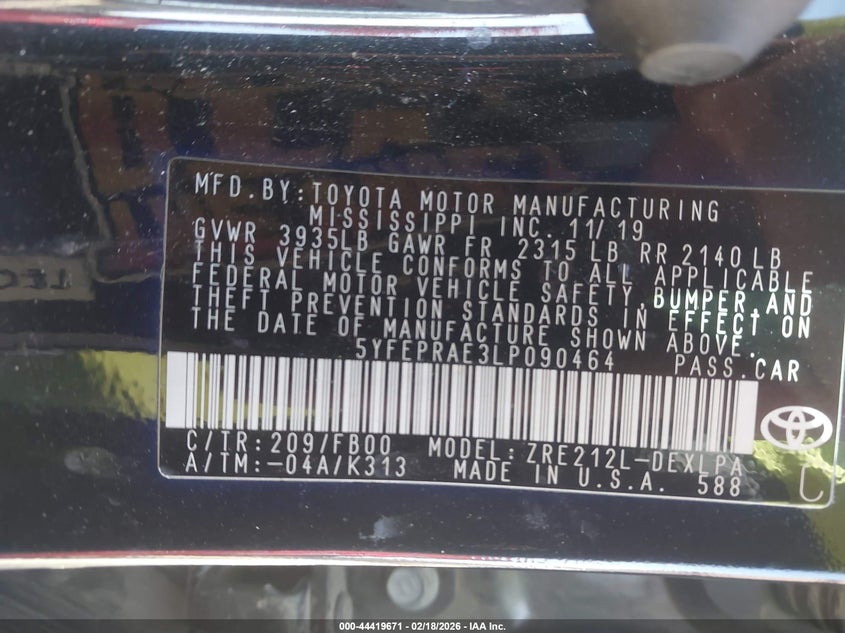 MFD.BY:TOYOTA MOTOR MANUFACTURING
MISSISSIPPI INC. 11/19
GVWR 3935LB GAWR FR 2315 LB RR 2140LB
THIS VEHICLE CONFORMS TO ALL APPLICABLE
FEDERAL MOTOR VEHICLE SAFETY,BUMPER,AND
THEFT PREVENTION STANDARDS IN EFFECT ON
THE DATE OF MANUFACTURE SHOWN ABOVE.
5YFEPRAE3LP090464 PASS.CAR
C/TR:209/FB00 MODEL:ZRE212L-DEXLPA
A/TM:-04A/K313 MADE IN U.S.A. 588
000-44419671 - 02/18/2026 - IAA Inc.